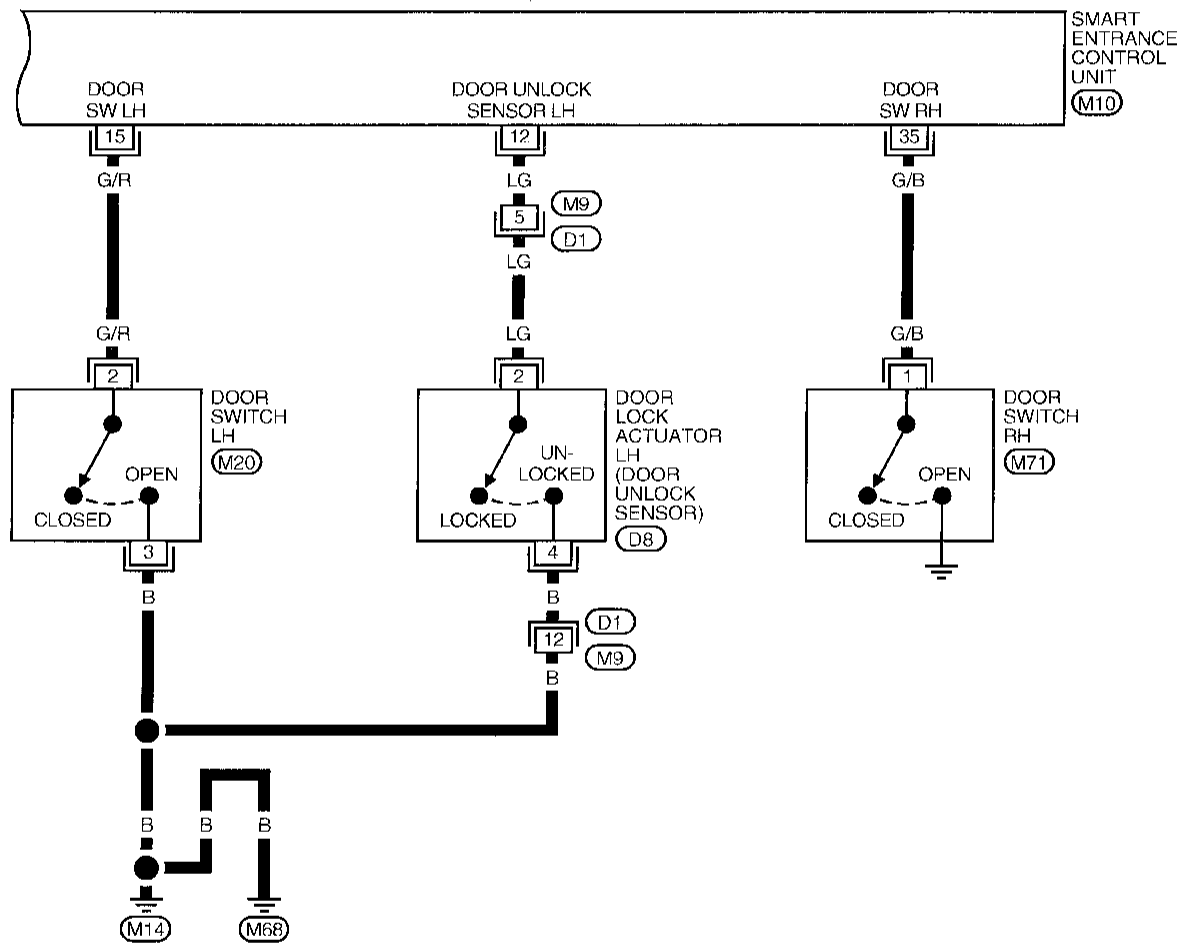 SMART
ENTRANCE
CONTROL
UNIT
M10
DOOR
SW LH
DOOR UNLOCK
SENSOR LH
DOOR
SW RH
15
12
35
G/R
LG
G/B
5
M9
D1
LG
G/R
LG
G/B
2
2
1
DOOR
SWITCH
LH
M20
OPEN
CLOSED
DOOR
LOCK
ACTUATOR
LH
(DOOR
UNLOCK
SENSOR)
D8
UN-
LOCKED
LOCKED
DOOR
SWITCH
RH
M71
OPEN
CLOSED
3
4
B
B
12
D1
M9
B
B
B
B
M14
M68